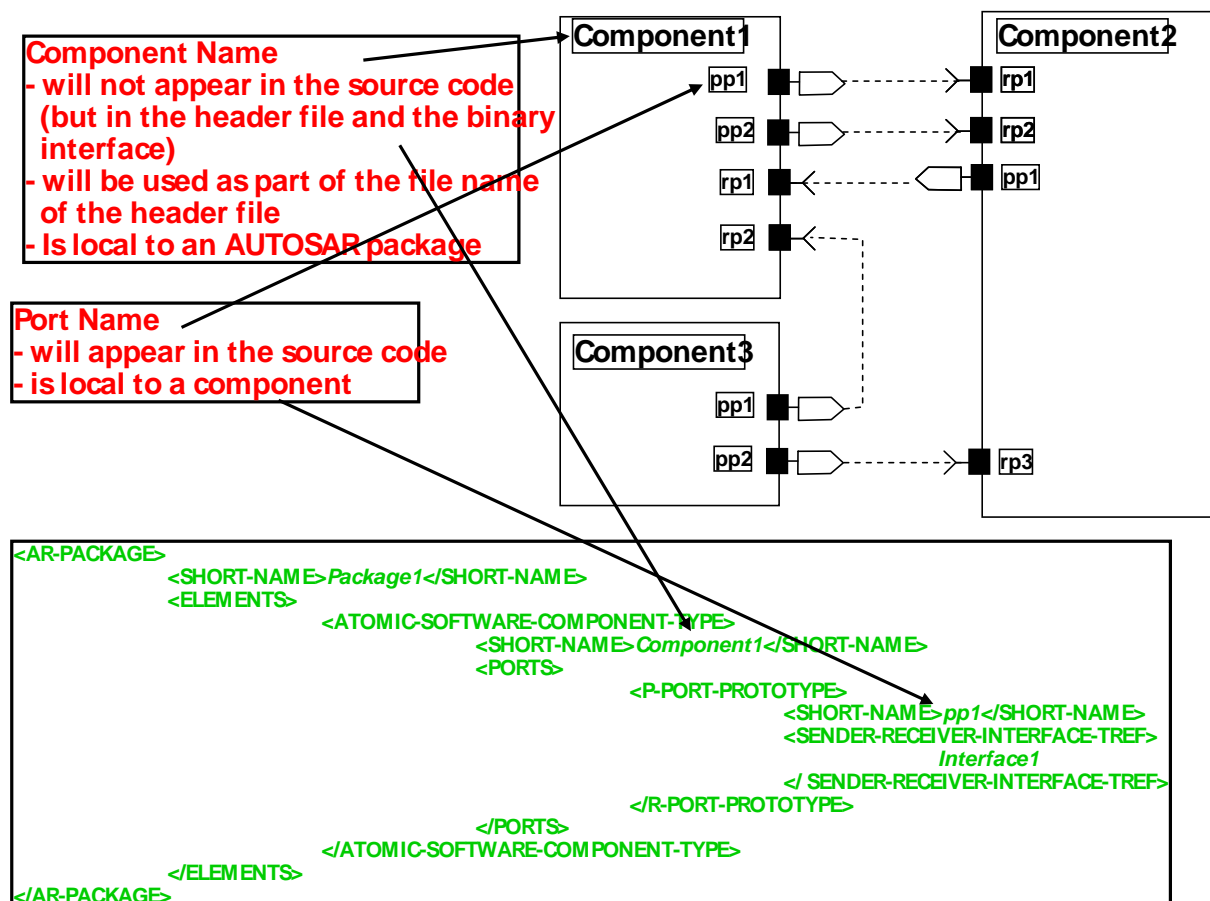 Component Name
- will not appear in the source code
(but in the header file and the binary
interface)
- will be used as part of the file name
of the header file
- Is local to an AUTOSAR package
Port Name
- will appear in the source code
- is local to a component
Component1
pp1
pp2
rp1
rp2
Component2
rp1
rp2
pp1
rp3
Component3
pp1
pp2
<AR-PACKAGE>
<SHORT-NAME>Package1</SHORT-NAME>
<ELEMENTS>
<ATOMIC-SOFTWARE-COMPONENT-TYPE>
<SHORT-NAME>Component1</SHORT-NAME>
<PORTS>
<P-PORT-PROTOTYPE>
<SHORT-NAME>pp1</SHORT-NAME>
<SENDER-RECEIVER-INTERFACE-TREF>
Interface1
</ SENDER-RECEIVER-INTERFACE-TREF>
</R-PORT-PROTOTYPE>
</PORTS>
</ATOMIC-SOFTWARE-COMPONENT-TYPE>
</ELEMENTS>
</AR-PACKAGE>